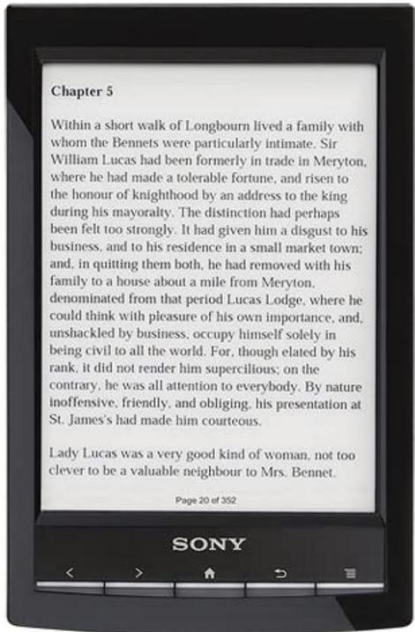 Chapter 5
Within a short walk of Longbourn lived a family with
whom the Bennets were particularly intimate. Sir
William Lucas had been formerly in trade in Meryton,
where he had made a tolerable fortune, and risen to
the honour of knighthood by an address to the king
during his mayoralty. The distinction had perhaps
been felt too strongly. It had given him a disgust to his
business, and to his residence in a small market town;
and, in quitting them both, he had removed with his
family to a house about a mile from Meryton,
denominated from that period Lucas Lodge, where he
could think with pleasure of his own importance, and,
unshackled by business, occupy himself solely in
being civil to all the world. For, though elated by his
rank, it did not render him supercilious; on the
contrary, he was all attention to everybody. By nature
inoffensive, friendly, and obliging, his presentation at
St. James's had made him courteous.
Lady Lucas was a very good kind of woman, not too
clever to be a valuable neighbour to Mrs. Bennet.
Page 20 of 352
SONY